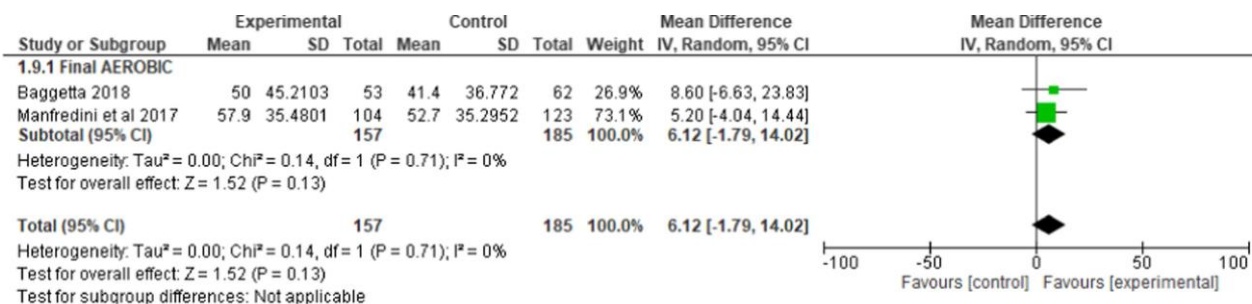 Experimental Control Mean Difference Mean Difference
Study or Subgroup Mean SD Total Mean SD Total Weight IV, Random, 95% CI IV, Random, 95% CI
1.9.1 Final AEROBIC
Baggetta 2018 50 45.2103 53 41.4 36.772 62 26.9% 8.60 [-6.63, 23.83]
Manfredini et al 2017 57.9 35.4801 104 52.7 35.2952 123 73.1% 5.20 [-4.04, 14.44]
Subtotal (95% CI) 157 185 100.0% 6.12 [-1.79, 14.02]
Heterogeneity: Tau² = 0.00; Chi² = 0.14, df = 1 (P = 0.71); I² = 0%
Test for overall effect: Z = 1.52 (P = 0.13)
Total (95% CI) 157 185 100.0% 6.12 [-1.79, 14.02]
Heterogeneity: Tau² = 0.00; Chi² = 0.14, df = 1 (P = 0.71); I² = 0%
Test for overall effect: Z = 1.52 (P = 0.13)
Test for subgroup differences: Not applicable
-100 -50 0 50 100
Favours [control] Favours [experimental]